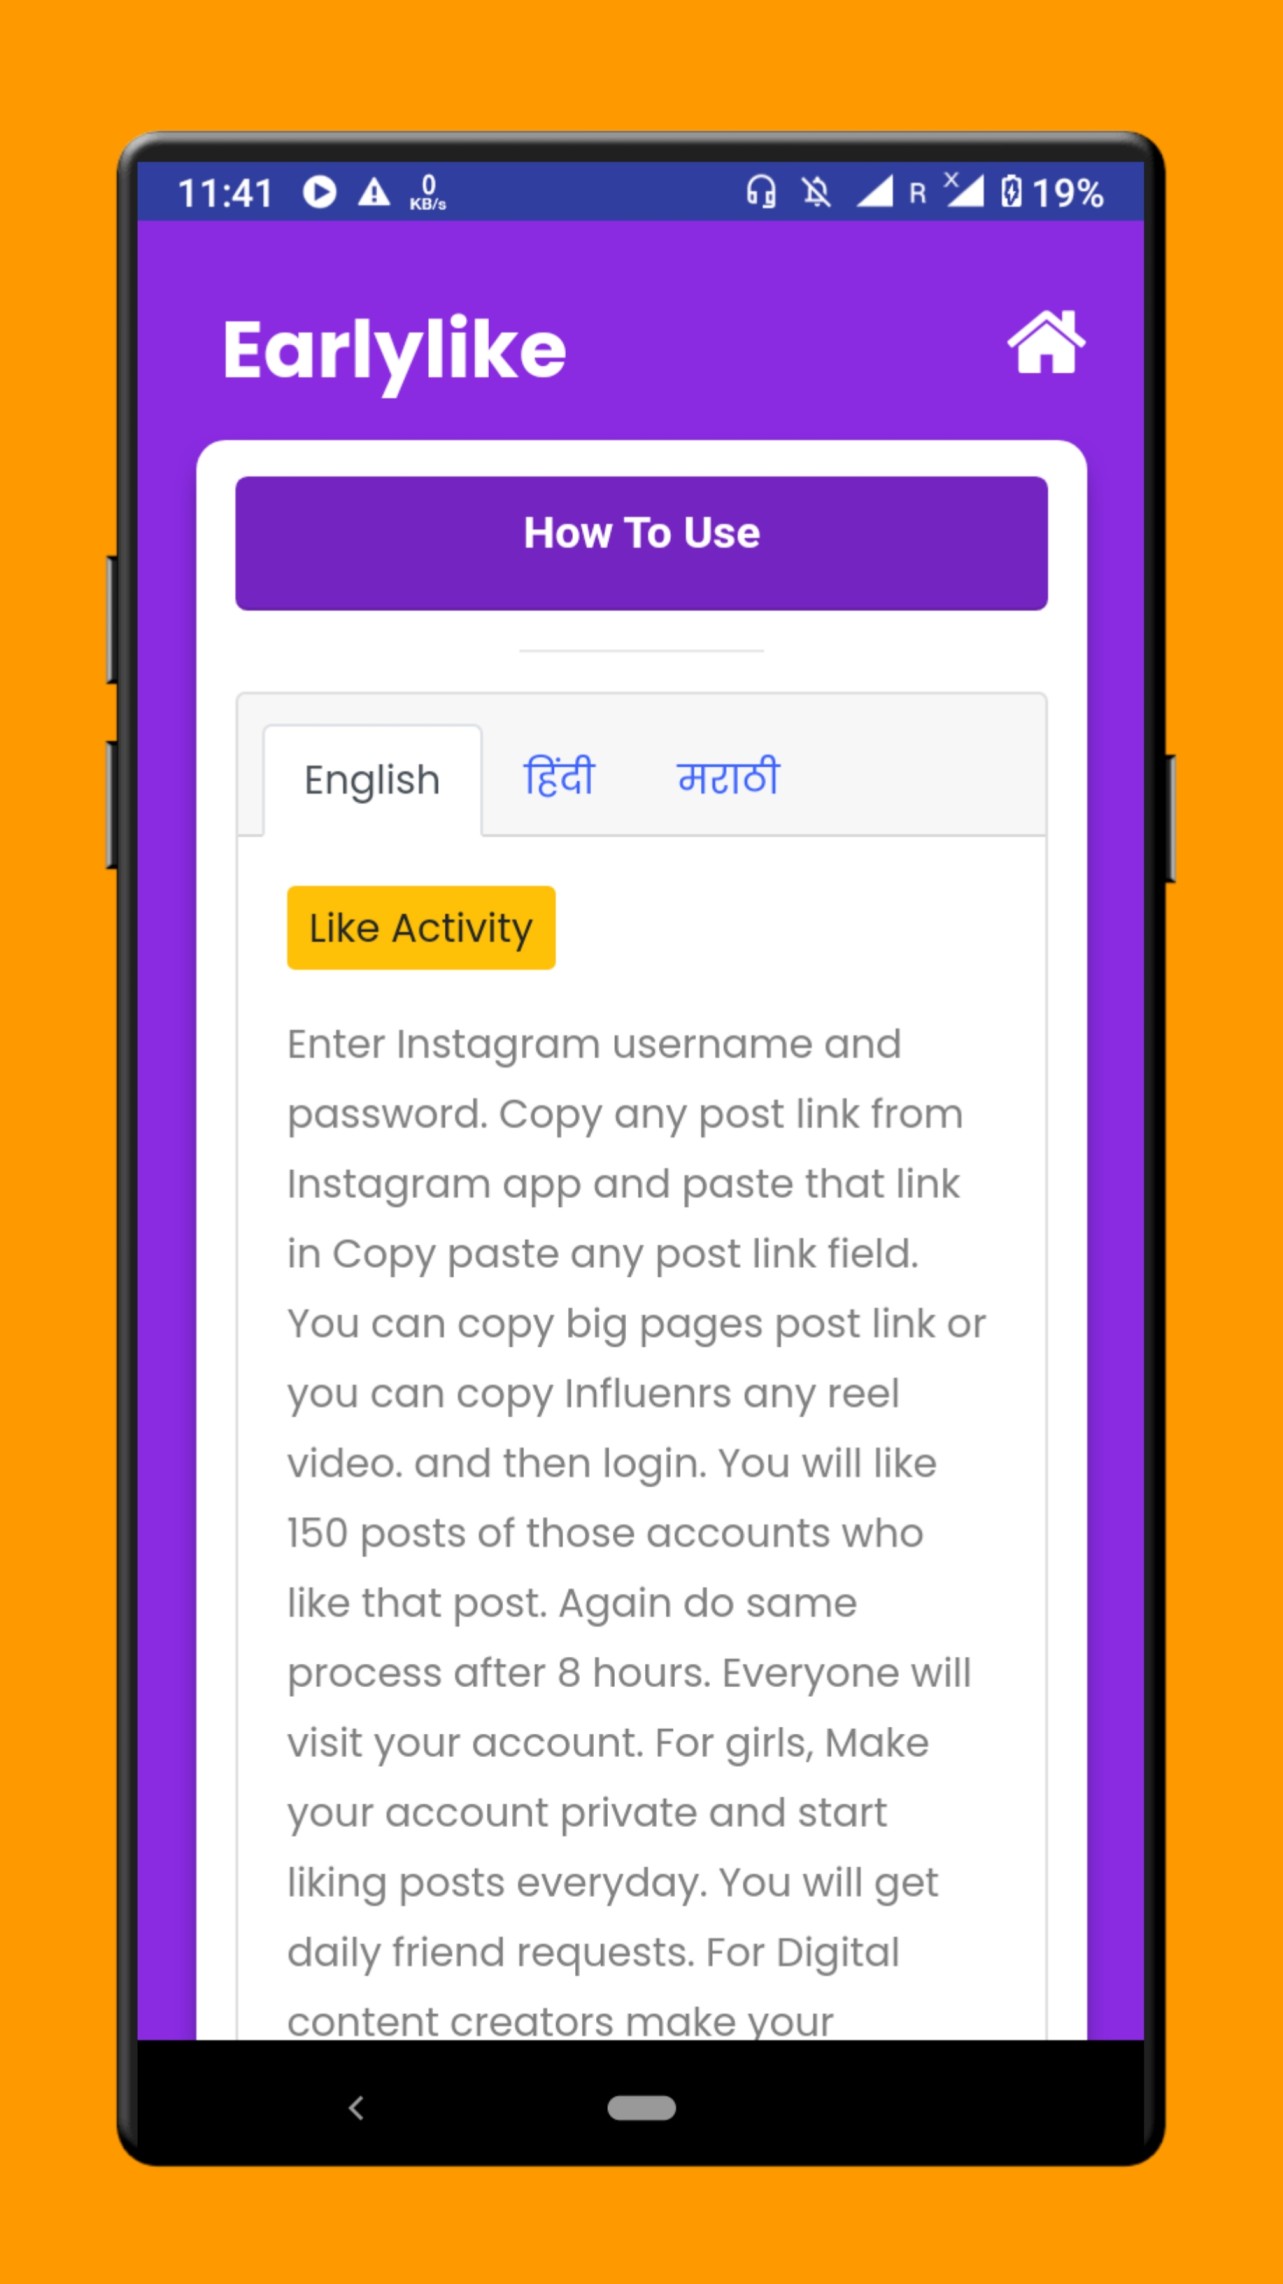 11:41 0 KB/s R X 19%
Earlylike
How To Use
English हिंदी मराठी
Like Activity
Enter Instagram username and
password. Copy any post link from
Instagram app and paste that link
in Copy paste any post link field.
You can copy big pages post link or
you can copy Influenrs any reel
video. and then login. You will like
150 posts of those accounts who
like that post. Again do same
process after 8 hours. Everyone will
visit your account. For girls, Make
your account private and start
liking posts everyday. You will get
daily friend requests. For Digital
content creators make your